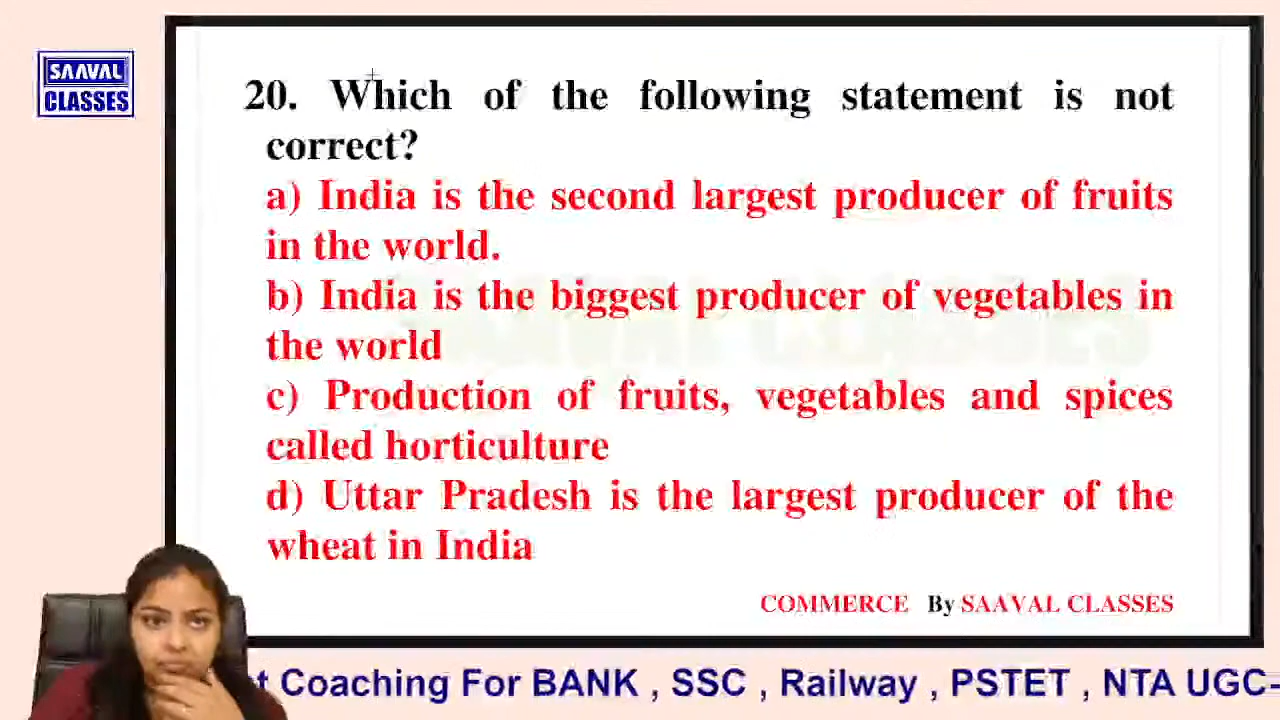 SAAVAL
CLASSES
20. Which of the following statement is not
correct?
a) India is the second largest producer of fruits
in the world.
b) India is the biggest producer of vegetables in
the world
c) Production of fruits, vegetables and spices
called horticulture
d) Uttar Pradesh is the largest producer of the
wheat in India
COMMERCE By SAAVAL CLASSES
t Coaching For BANK , SSC , Railway , PSTET , NTA UGC-